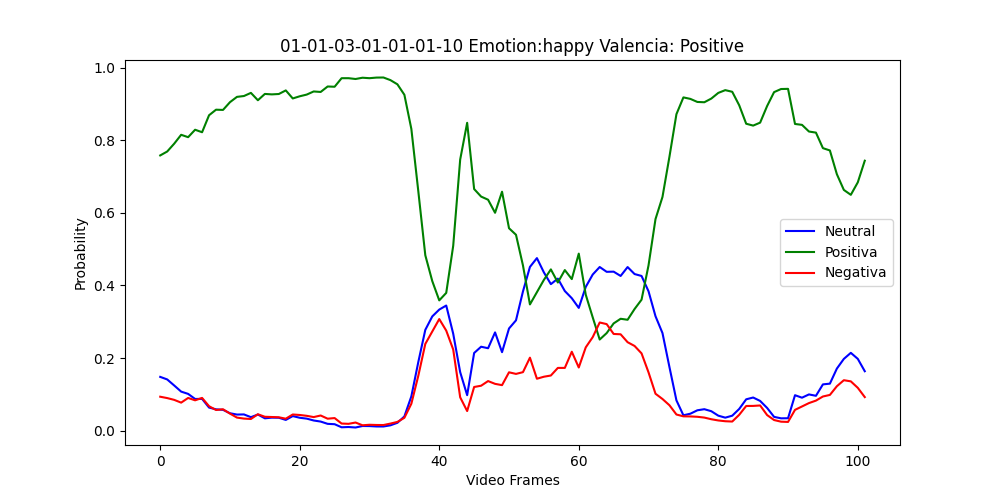 01-01-03-01-01-01-10 Emotion:happy Valencia: Positive
1.0
0.8
0.6
0.4
0.2
0.0
Probability
Neutral
Positiva
Negativa
0 20 40 60 80 100
Video Frames